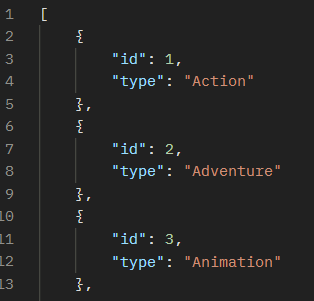 1 [
2     {
3         "id": 1,
4         "type": "Action"
5     },
6     {
7         "id": 2,
8         "type": "Adventure"
9     },
10     {
11         "id": 3,
12         "type": "Animation"
13     },